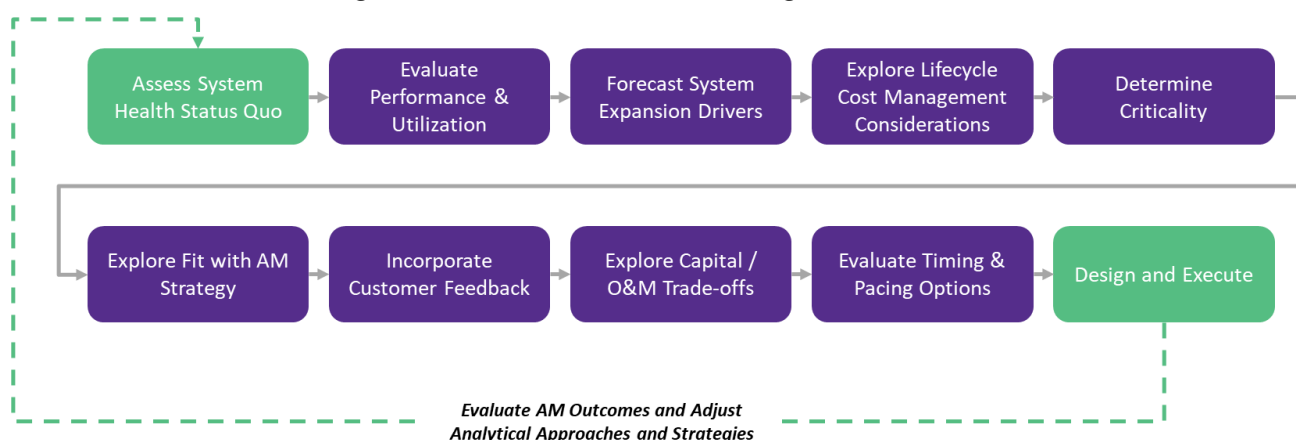 Assess System
Health Status Quo
Evaluate
Performance &
Utilization
Forecast System
Expansion Drivers
Explore Lifecycle
Cost Management
Considerations
Determine
Criticality
Explore Fit with AM
Strategy
Incorporate
Customer Feedback
Explore Capital /
O&M Trade-offs
Evaluate Timing &
Pacing Options
Design and Execute
Evaluate AM Outcomes and Adjust
Analytical Approaches and Strategies